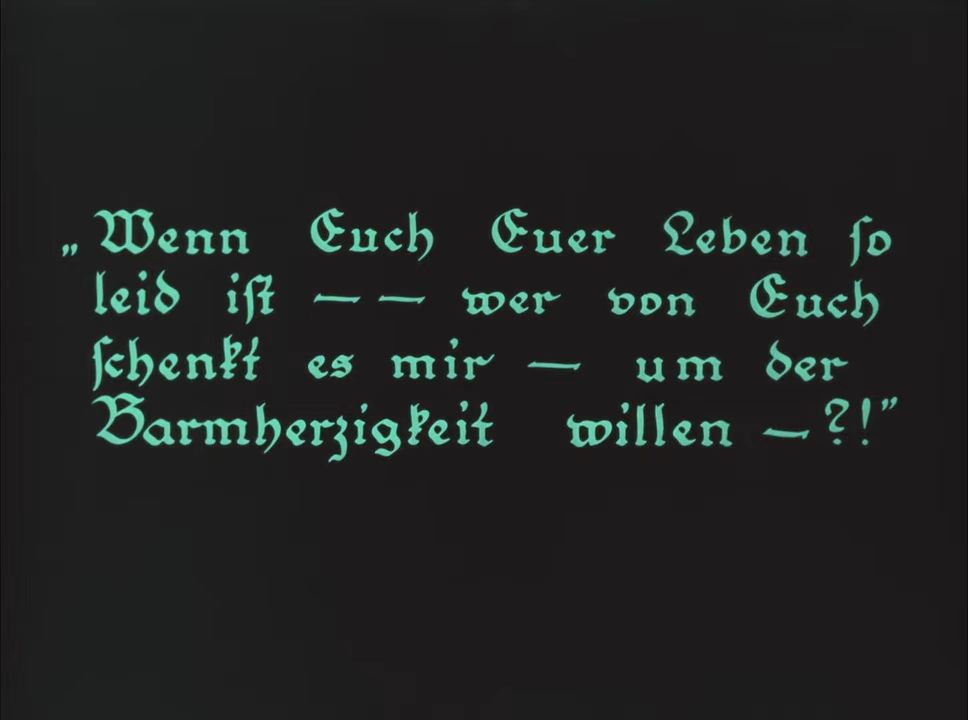 „Wenn Euch Euer Leben so
leid ist — — wer von Euch
schenkt es mir — um der
Barmherzigkeit willen —?!”